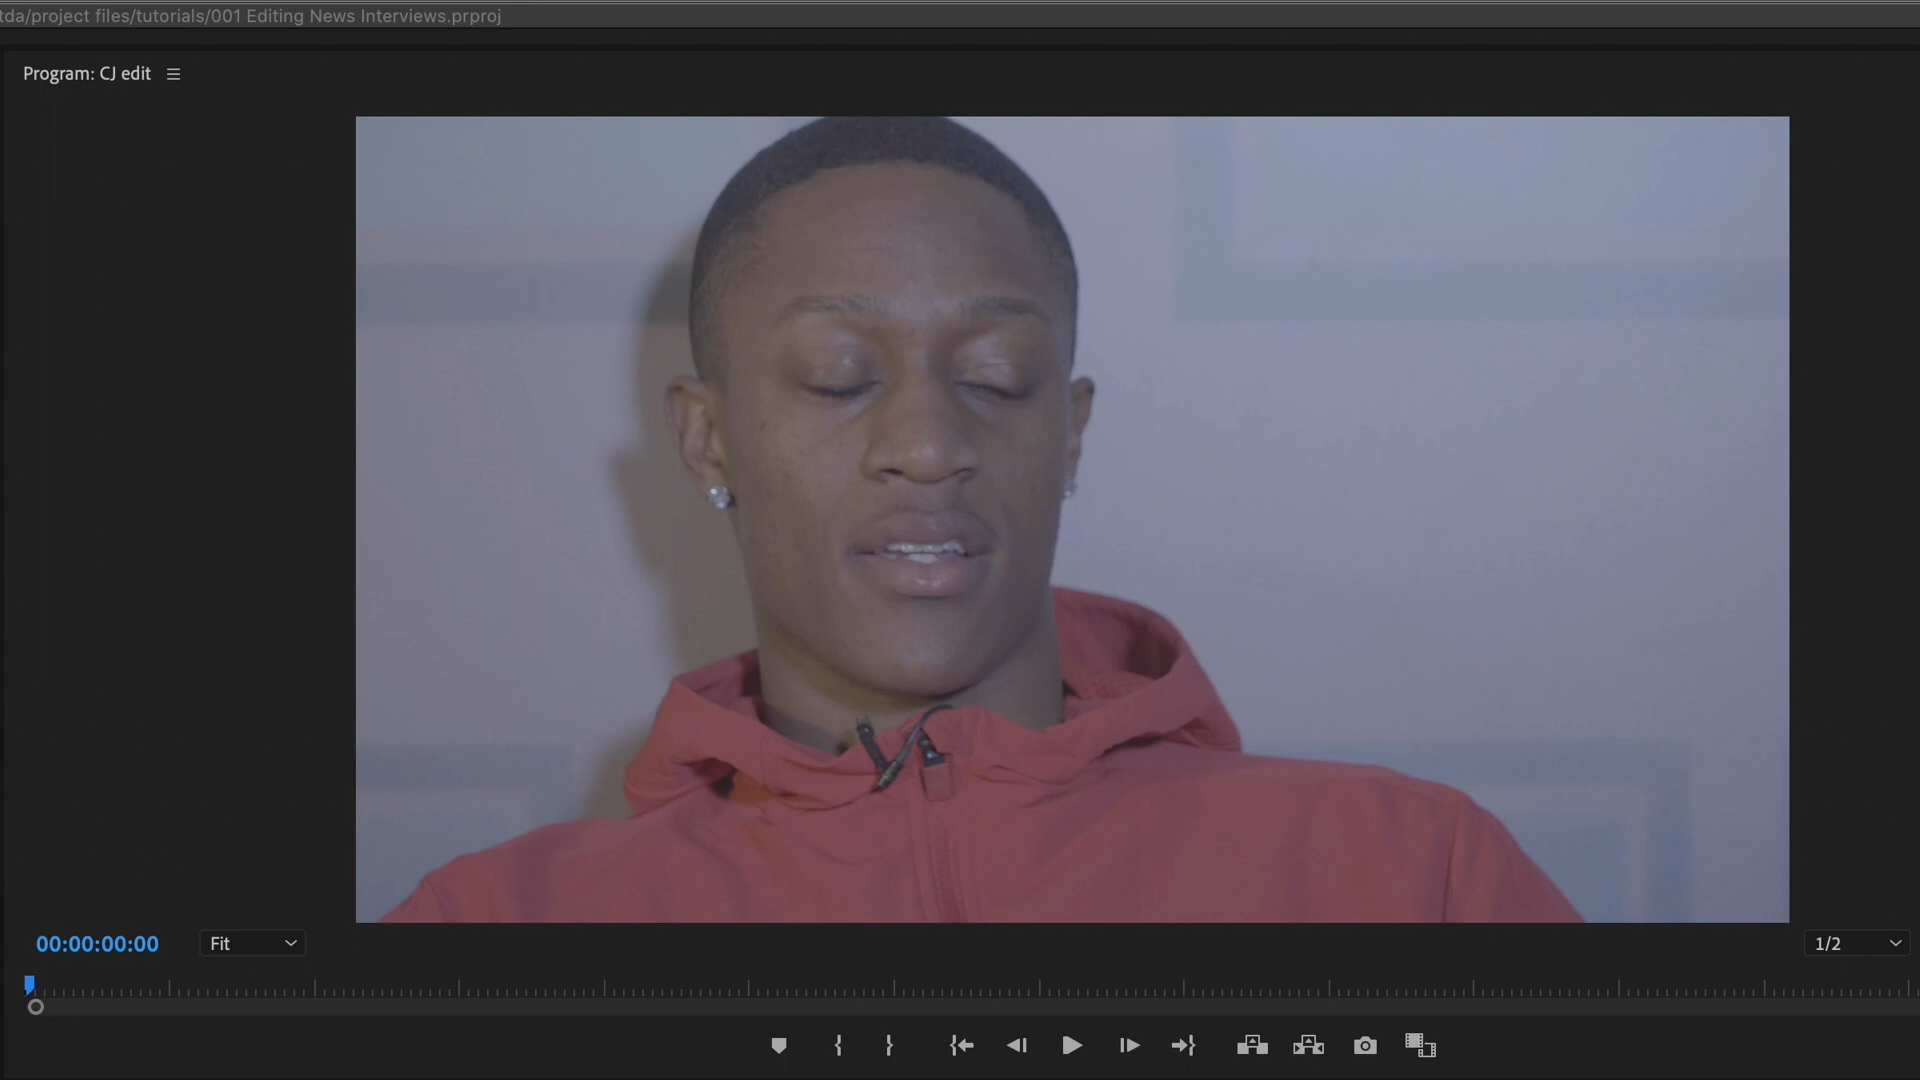 tda/project files/tutorials/001 Editing News Interviews.prproj
Program: CJ edit
00:00:00:00
Fit
1/2